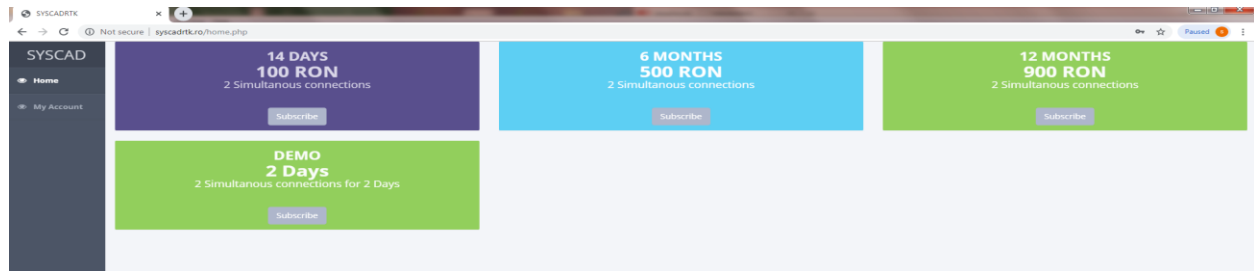 SYSCADRTK
Not secure | syscadrtk.ro/home.php
Paused
SYSCAD
Home
My Account
14 DAYS
100 RON
2 Simultanous connections
Subscribe
6 MONTHS
500 RON
2 Simultanous connections
Subscribe
12 MONTHS
900 RON
2 Simultanous connections
Subscribe
DEMO
2 Days
2 Simultanous connections for 2 Days
Subscribe